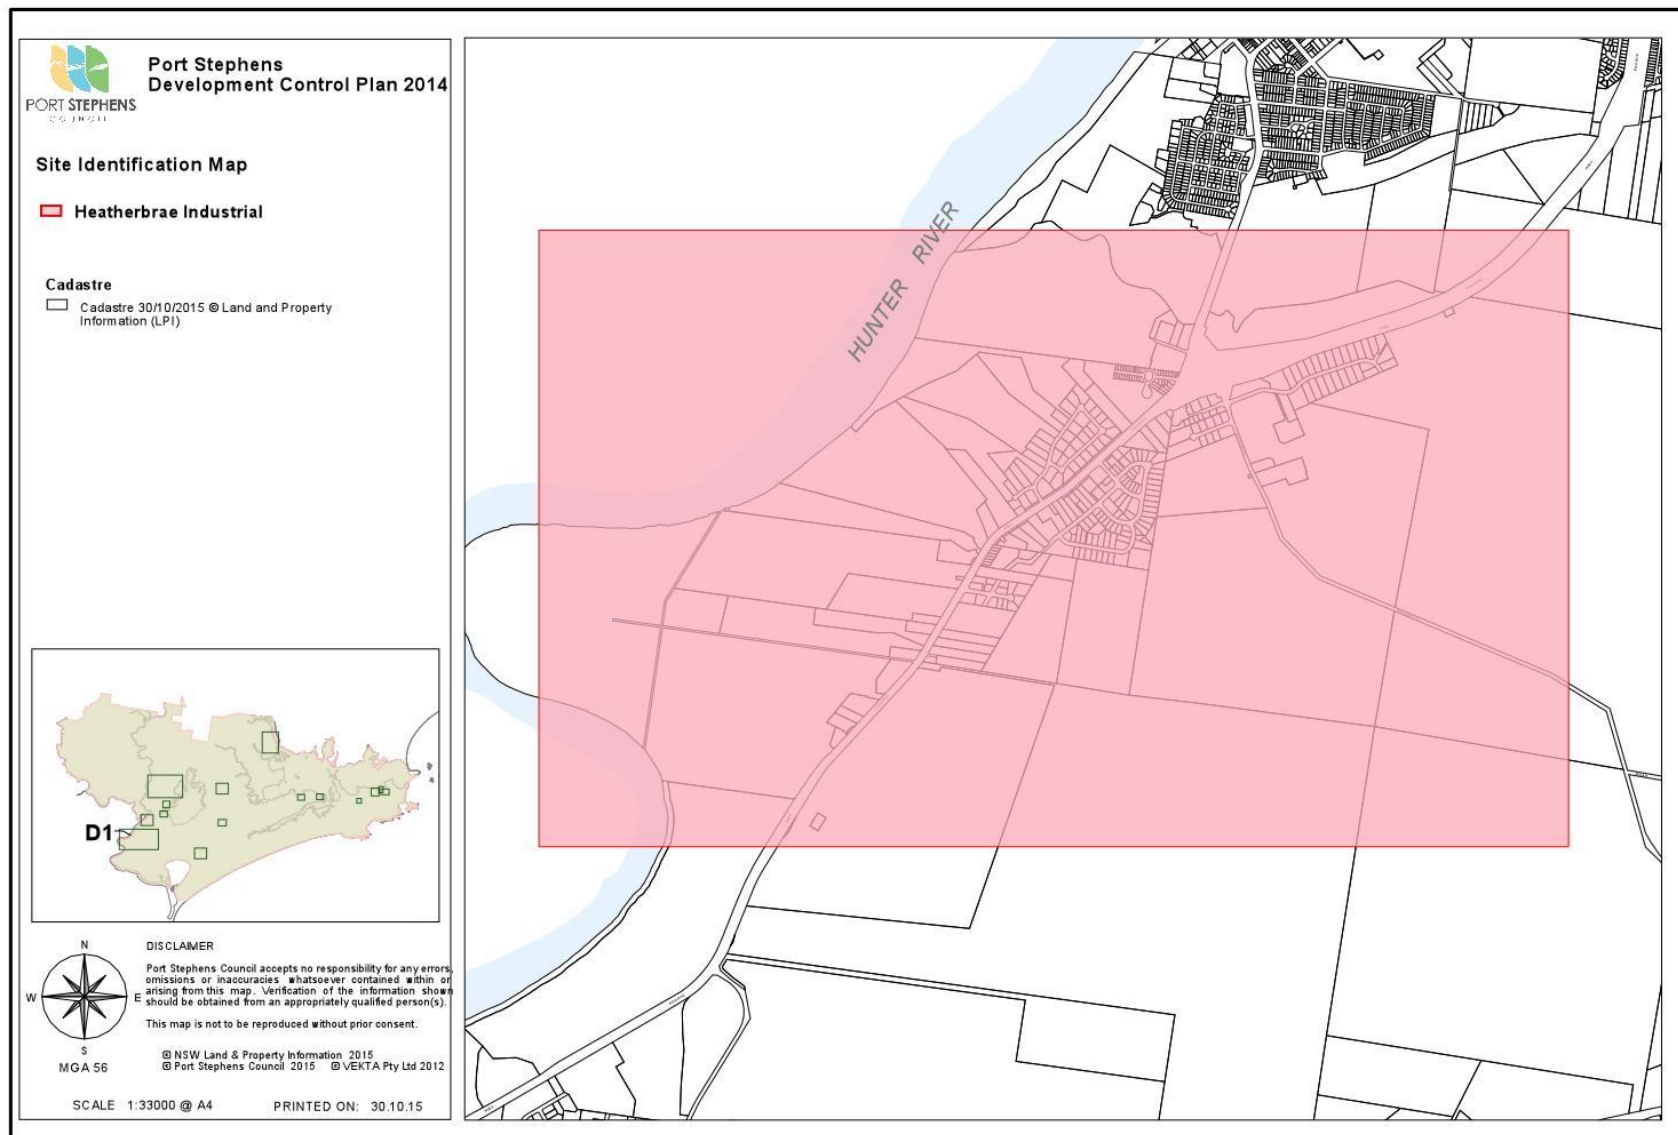 Port Stephens
Development Control Plan 2014
PORT STEPHENS
COUNCIL
Site Identification Map
Heatherbrae Industrial
Cadastre
Cadastre 30/10/2015 © Land and Property
Information (LPI)
HUNTER RIVER
D1
N
W
E
S
MGA 56
DISCLAIMER
Port Stephens Council accepts no responsibility for any errors,
omissions or inaccuracies whatsoever contained within or
arising from this map. Verification of the information shown
should be obtained from an appropriately qualified person(s).
This map is not to be reproduced without prior consent.
© NSW Land & Property Information 2015
© Port Stephens Council 2015 © VEKTA Pty Ltd 2012
SCALE 1:33000 @ A4
PRINTED ON: 30.10.15